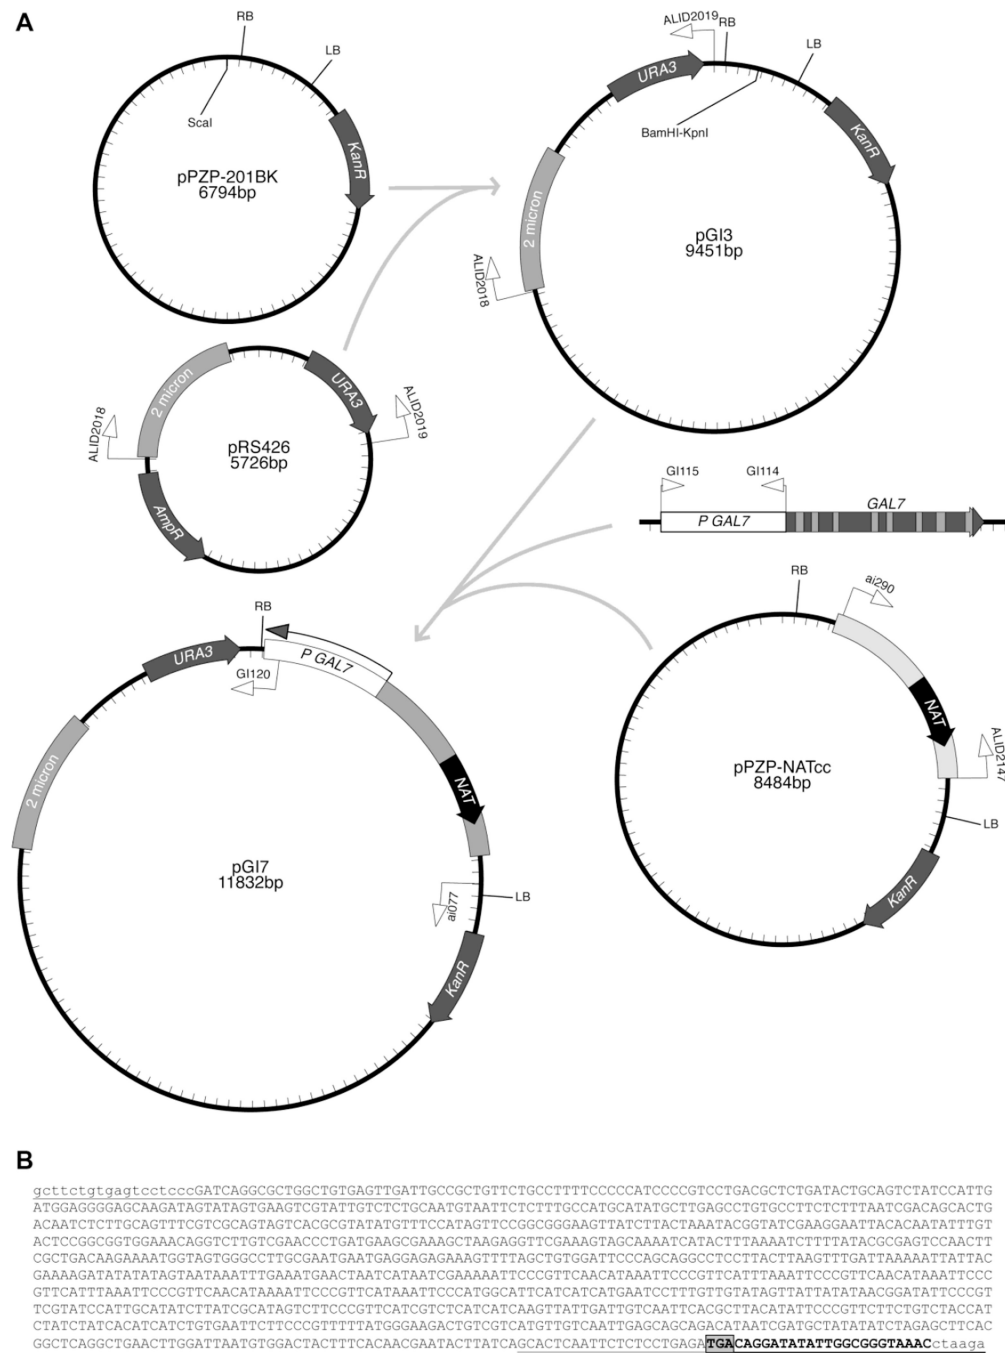 A
RB
LB
ScaI
KanR
pPZP-201BK
6794bp
ALID2019
RB
LB
URA3
BamHI-KpnI
KanR
2 micron
pGI3
9451bp
ALID2018
2 micron
URA3
ALID2018
ALID2019
pRS426
5726bp
AmpR
GI115
GI114
P GAL7
GAL7
RB
ai290
NAT
ALID2147
pPZP-NATcc
8484bp
LB
KanR
RB
URA3
P GAL7
GI120
2 micron
NAT
pGI7
11832bp
ai077
LB
KanR
B
gcttctgtgagtcctcccGATCAGGCGCTGGCTGTGAGTTGATTGCCGCTGTTCTGCCTTTTCCCCCATCCCCGTCCTGACGCTCTGATACTGCAGTCTATCCATTG
ATGGAGGGGAGCAAGATAGTATAGTGAAGTCGTATTGTCTCTGCAATGTAATTCTCTTTGCCATGCATATGCTTGAGCCTGTGCCTTCTCTTTAATCGACAGCACTG
ACAATCTCTTGCAGTTTCGTCGCAGTAGTCACGCGTATATGTTTCCATAGTTCCGGCGGGAAGTTATCTTACTAAATACGGTATCGAAGGAATTACACAATATTTGT
ACTCCGGCGGTGGAAACAGGTCTTGTCGAACCCTGATGAAGCGAAAGCTAAGAGGTTCGAAAGTAGCAAAATCATACTTTAAAATCTTTTATACGCGAGTCCAACTT
CGCTGACAAGAAAATGGTAGTGGGCCTTGCGAATGAATGAGGAGAGAAAGTTTTAGCTGTGGATTCCCAGCAGGCCTCCTTACTTAAGTTTGATTAAAAATTATTAC
GAAAAGATATATATAGTAATAAATTTGAAATGAACTAATCATAATCGAAAAATTCCCGTTCAACATAAATTCCCGTTCATTTAAATTCCCGTTCAACATAAATTCCC
GTTCATTTAAATTCCCGTTCAACATAAAATTCCCGTTCATAAATTCCCATGGCATTCATCATCATGAATCCTTTGTTGTATAGTTATTATATAACGGATATTCCCGT
TCGTATCCATTGCATATCTTATCGCATAGTCTTCCCGTTCATCGTCTCATCATCAAGTTATTGATTGTCAATTCACGCTTACATATTCCCGTTCTTCTGTCTACCAT
CTATCTATCACATCATCTGTGAATTCTTCCCGTTTTTATGGGAAGACTGTCGTCATGTTGTCAATTGAGCAGCAGACATAATCGATGCTATATATCTAGAGCTTCAC
GGCTCAGGCTGAACTTGGATTAATGTGGACTACTTTCACAACGAATACTTATCAGCACTCAATTCTCTCCTGAGATGACAGGATATATTGGCGGGTAAACctaaga